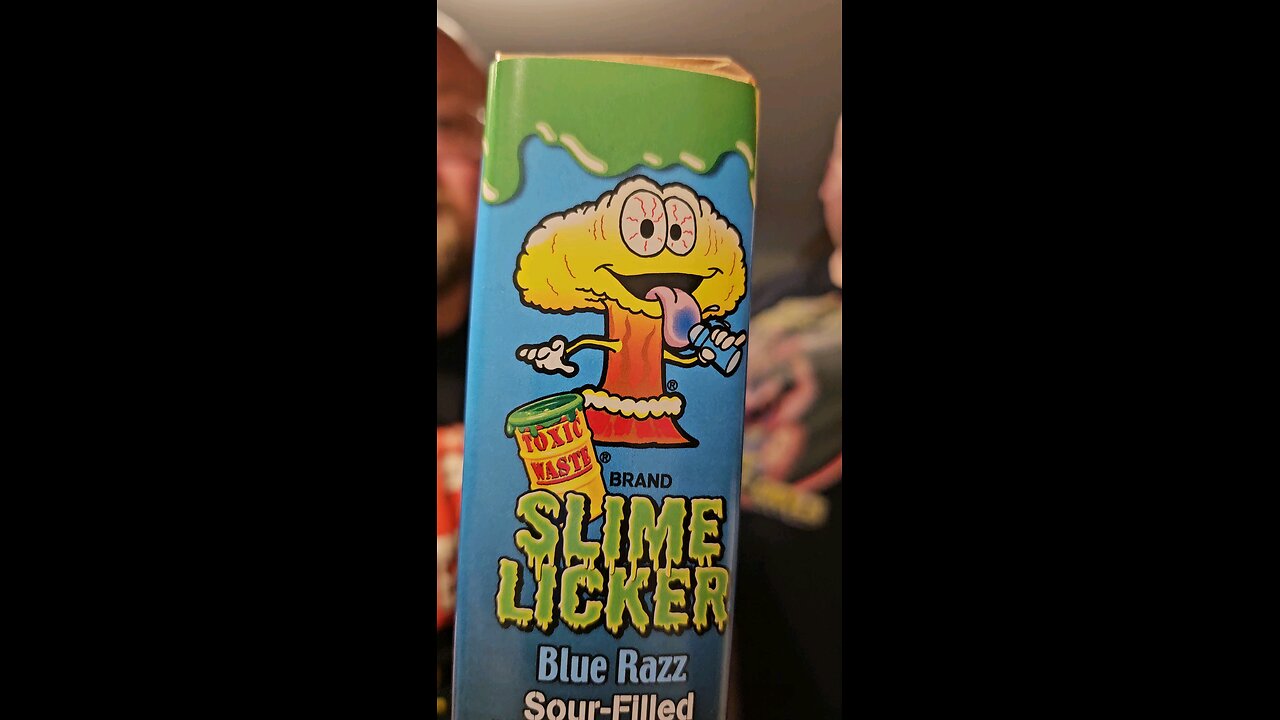 TOXIC
WASTE®
BRAND
SLIME
LICKER
Blue Razz
Sour-Filled